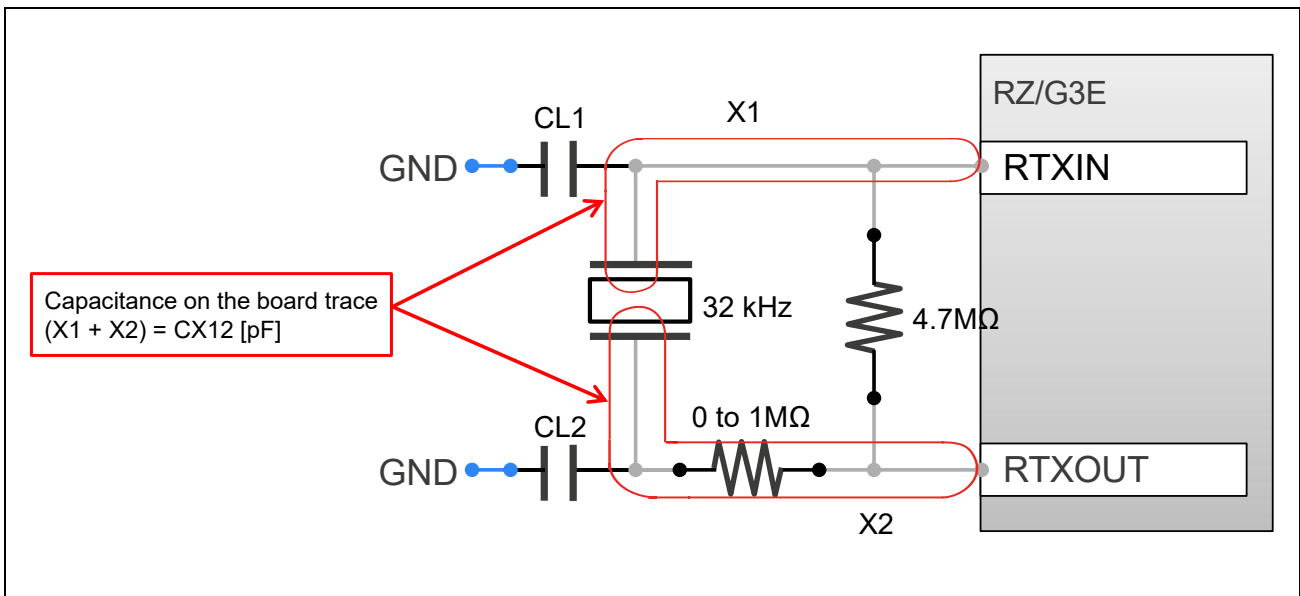 RZ/G3E
X1
CL1
GND
RTXIN
Capacitance on the board trace
(X1 + X2) = CX12 [pF]
32 kHz
4.7MΩ
0 to 1MΩ
CL2
GND
RTXOUT
X2